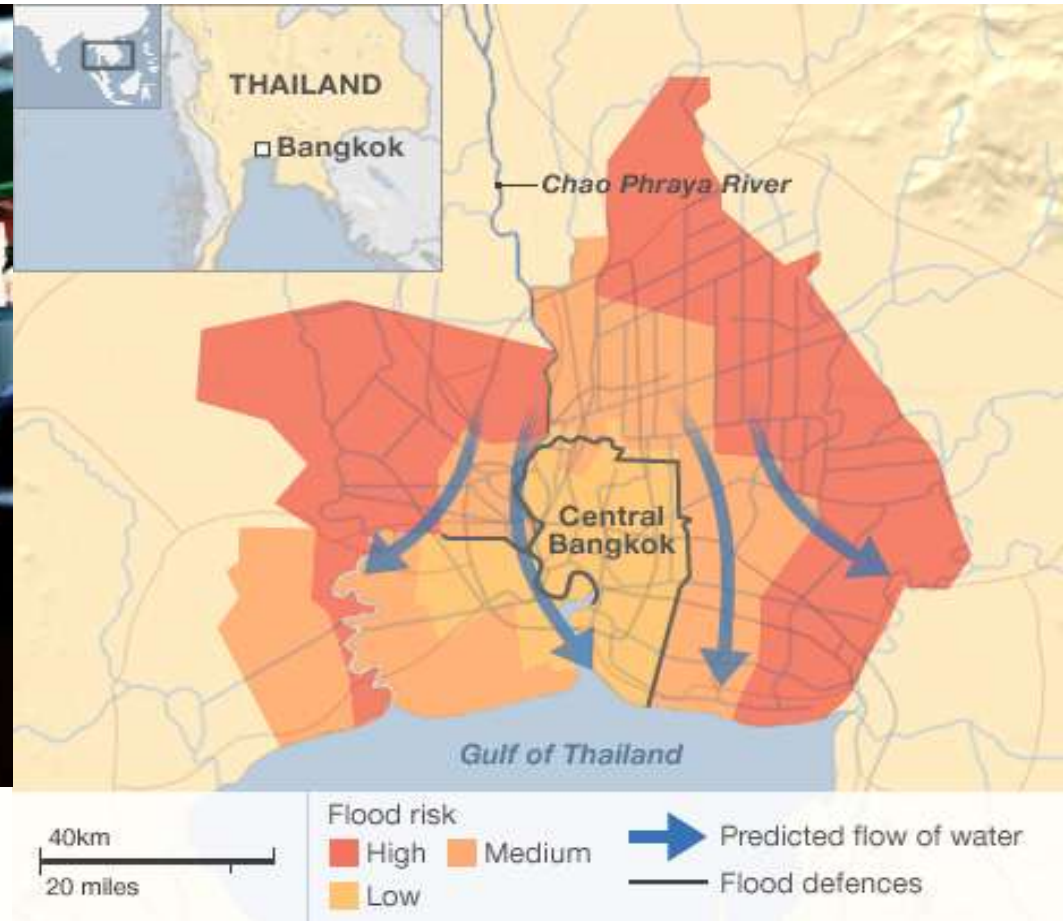 THAILAND
Bangkok
Chao Phraya River
Central
Bangkok
Gulf of Thailand
40km
20 miles
Flood risk
High
Medium
Low
Predicted flow of water
Flood defences